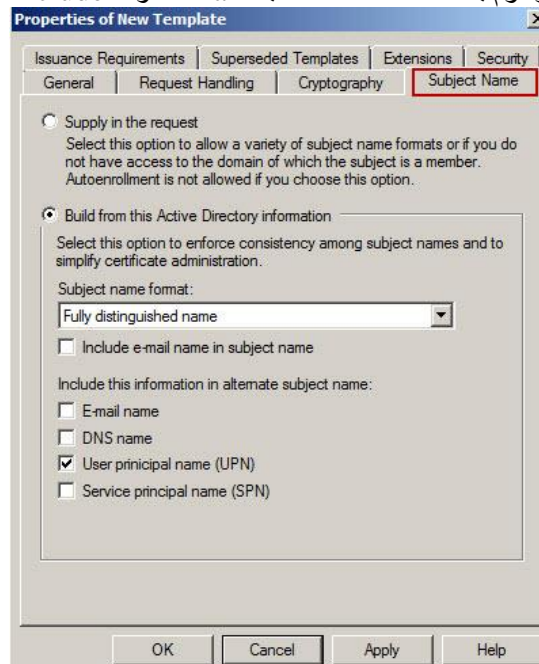 Properties of New Template
Issuance Requirements Superseded Templates Extensions Security
General Request Handling Cryptography Subject Name
Supply in the request
Select this option to allow a variety of subject name formats or if you do
not have access to the domain of which the subject is a member.
Autoenrollment is not allowed if you choose this option.
Build from this Active Directory information
Select this option to enforce consistency among subject names and to
simplify certificate administration.
Subject name format:
Fully distinguished name
Include e-mail name in subject name
Include this information in alternate subject name:
E-mail name
DNS name
User prinicipal name (UPN)
Service principal name (SPN)
OK Cancel Apply Help